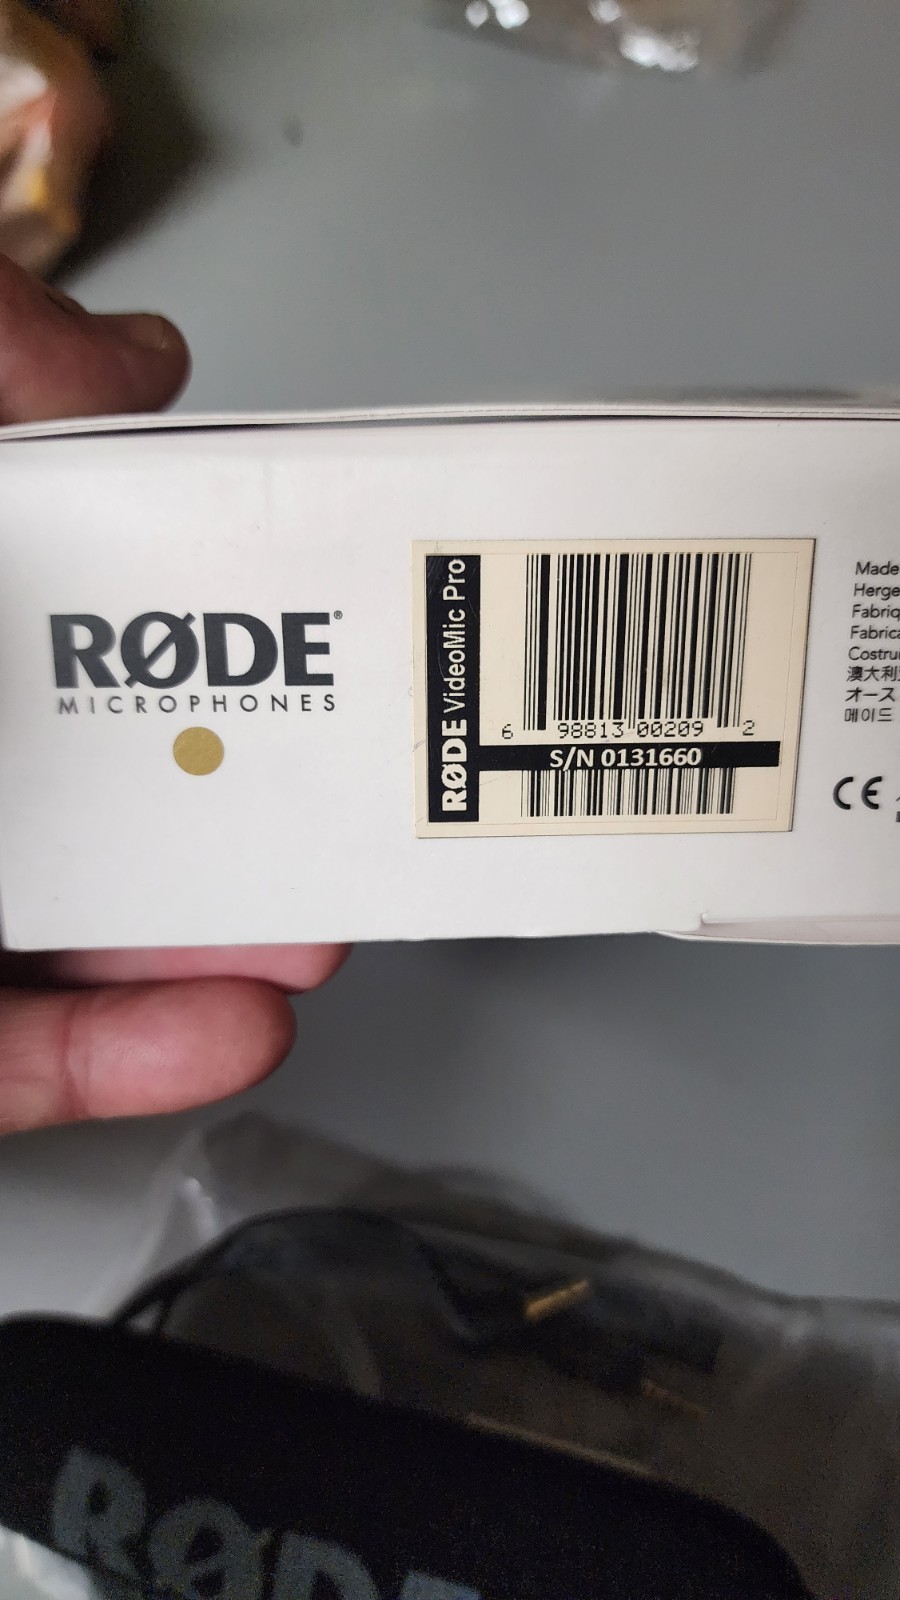 RØDE®
MICROPHONES
RØDE VideoMic Pro
6 98813 00209 2
S/N 0131660
Made
Herge
Fabriq
Fabrica
Costru
澳大利
オース
메이드
CE
RØDE